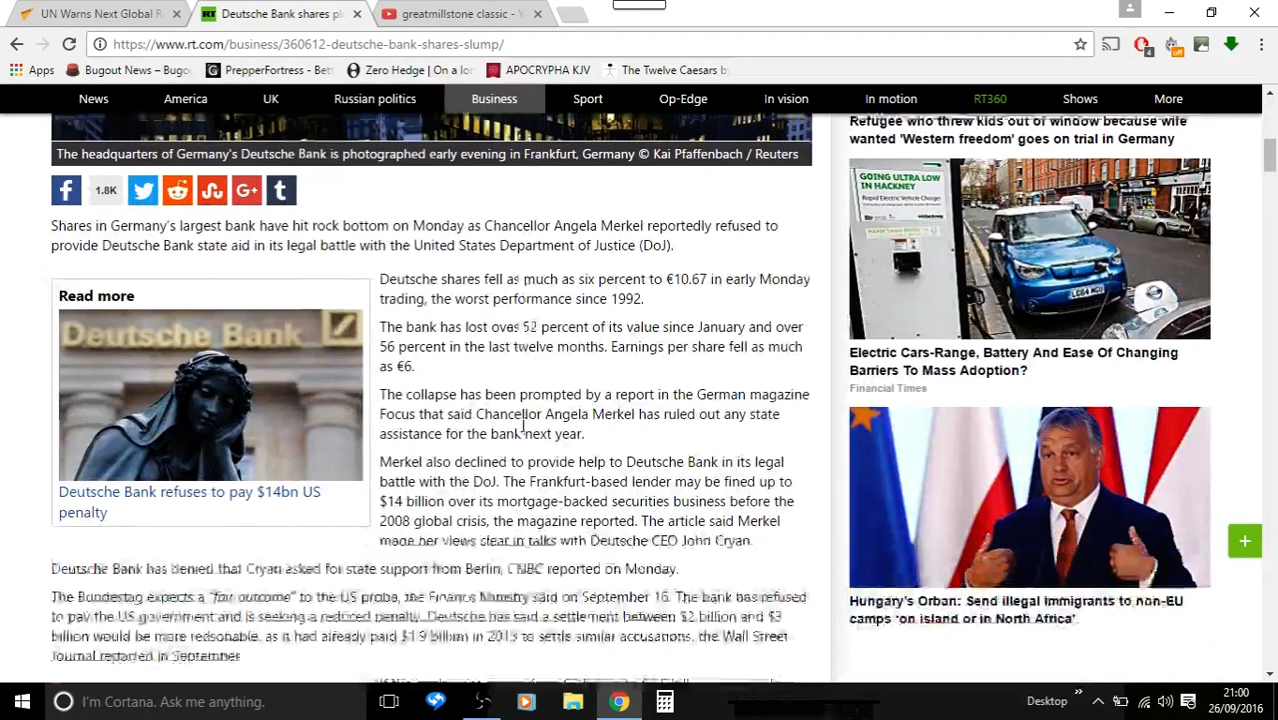 UN Warns Next Global R
Deutsche Bank shares plu
greatmillstone classic - Y
https://www.rt.com/business/360612-deutsche-bank-shares-slump/
4
off
Apps
Bugout News – Bugo
PrepperFortress - Bett
Zero Hedge | On a lon
APOCRYPHA KJV
The Twelve Caesars by
News
America
UK
Russian politics
Business
Sport
Op-Edge
In vision
In motion
RT360
Shows
More
The headquarters of Germany's Deutsche Bank is photographed early evening in Frankfurt, Germany © Kai Pfaffenbach / Reuters
1.8K
Shares in Germany's largest bank have hit rock bottom on Monday as Chancellor Angela Merkel reportedly refused to
provide Deutsche Bank state aid in its legal battle with the United States Department of Justice (DoJ).
Read more
Deutsche Bank
Deutsche Bank refuses to pay $14bn US
penalty
Deutsche shares fell as much as six percent to €10.67 in early Monday
trading, the worst performance since 1992.
The bank has lost over 52 percent of its value since January and over
56 percent in the last twelve months. Earnings per share fell as much
as €6.
The collapse has been prompted by a report in the German magazine
Focus that said Chancellor Angela Merkel has ruled out any state
assistance for the bank next year.
Merkel also declined to provide help to Deutsche Bank in its legal
battle with the DoJ. The Frankfurt-based lender may be fined up to
$14 billion over its mortgage-backed securities business before the
2008 global crisis, the magazine reported. The article said Merkel
made her views clear in talks with Deutsche CEO John Cryan.
Deutsche Bank has denied that Cryan asked for state support from Berlin, CNBC reported on Monday.
The Bundestag expects a "fair outcome" to the US probe, the Finance Ministry said on September 16. The bank has refused
to pay the US government and is seeking a reduced penalty. Deutsche has said a settlement between $2 billion and $3
billion would be more reasonable, as it had already paid $1.9 billion in 2013 to settle similar accusations, the Wall Street
Journal reported in September
Refugee who threw kids out of window because wife
wanted 'Western freedom' goes on trial in Germany
GOING ULTRA LOW
IN HACKNEY
Rapid Electric Vehicle Charge
LC64 MGU
Electric Cars-Range, Battery And Ease Of Changing
Barriers To Mass Adoption?
Financial Times
Hungary's Orban: Send illegal immigrants to non-EU
camps 'on island or in North Africa'
I'm Cortana. Ask me anything.
Desktop
21:00
26/09/2016